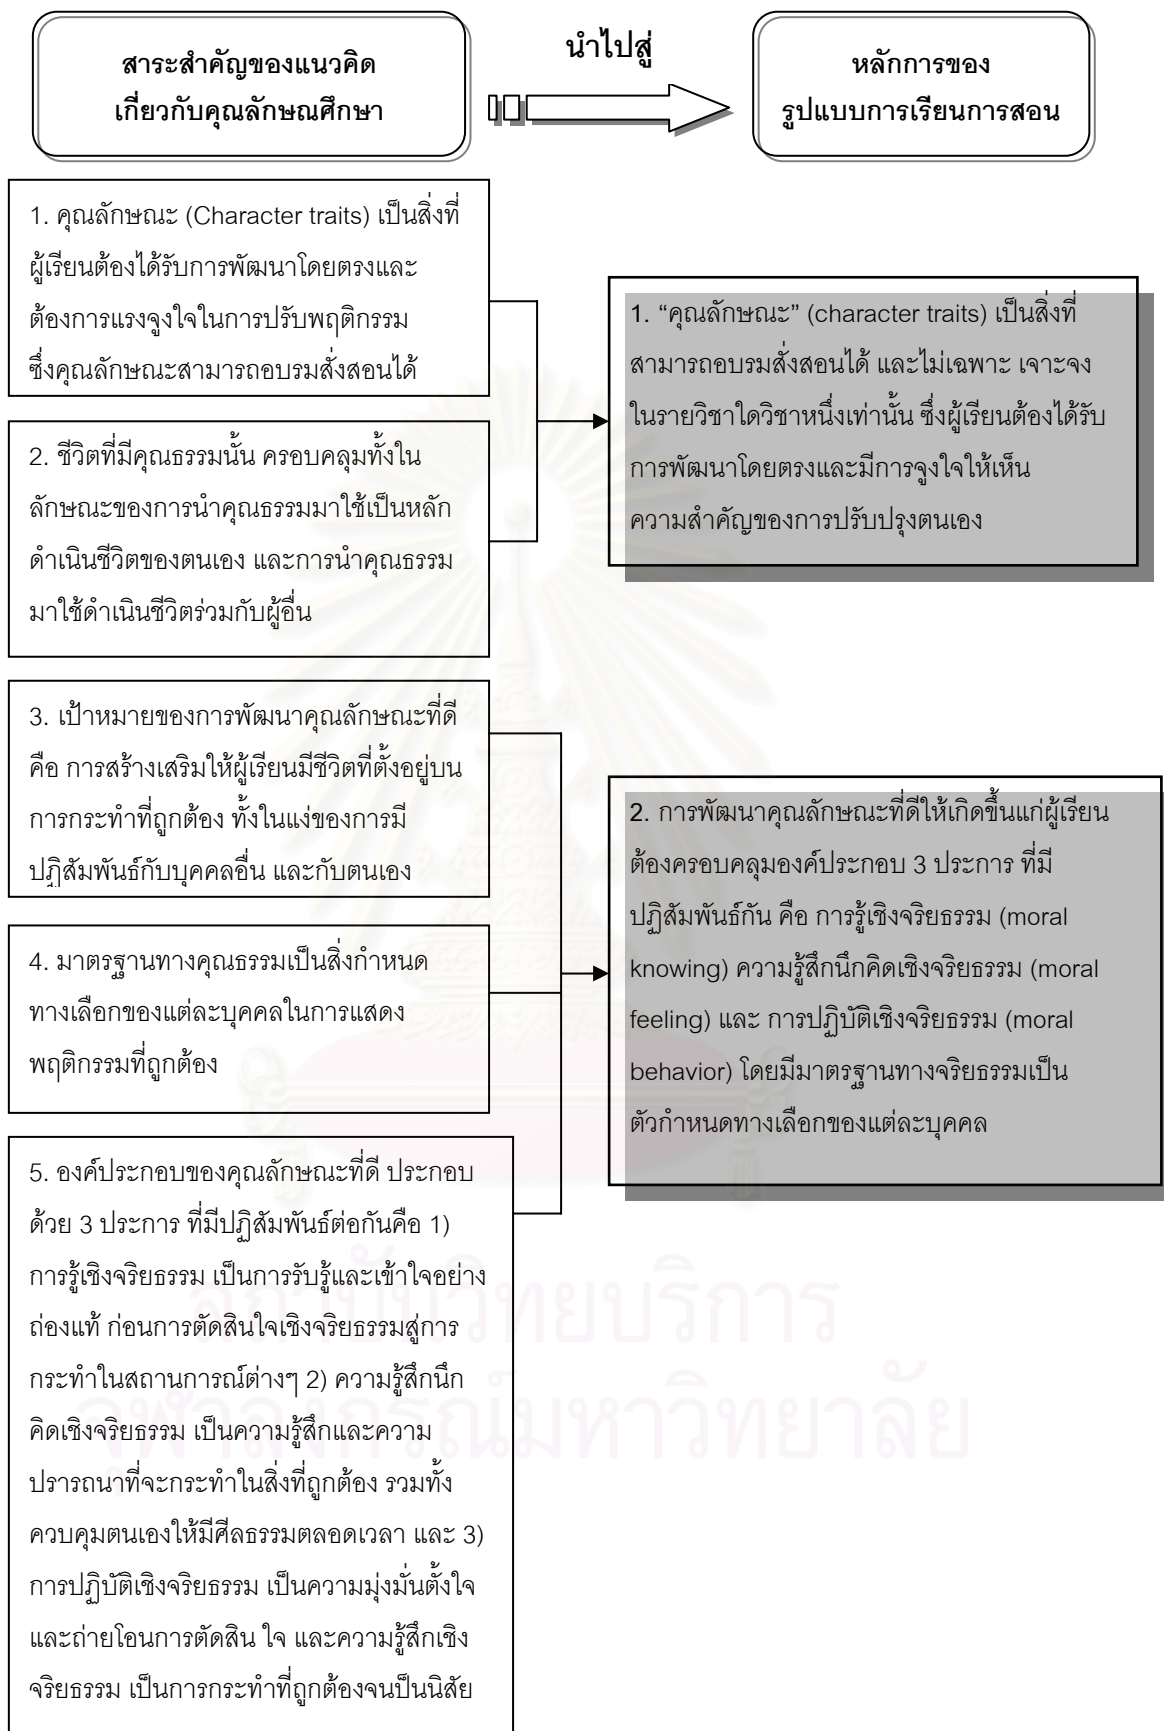 สาระสำคัญของแนวคิด
เกี่ยวกับคุณลักษณศึกษา
นำไปสู่
หลักการของ
รูปแบบการเรียนการสอน
1. คุณลักษณะ (Character traits) เป็นสิ่งที่
ผู้เรียนต้องได้รับการพัฒนาโดยตรงและ
ต้องการแรงจูงใจในการปรับพฤติกรรม
ซึ่งคุณลักษณะสามารถอบรมสั่งสอนได้
2. ชีวิตที่มีคุณธรรมนั้น ครอบคลุมทั้งใน
ลักษณะของการนำคุณธรรมมาใช้เป็นหลัก
ดำเนินชีวิตของตนเอง และการนำคุณธรรม
มาใช้ดำเนินชีวิตร่วมกับผู้อื่น
1. “คุณลักษณะ” (character traits) เป็นสิ่งที่
สามารถอบรมสั่งสอนได้ และไม่เฉพาะ เจาะจง
ในรายวิชาใดวิชาหนึ่งเท่านั้น ซึ่งผู้เรียนต้องได้รับ
การพัฒนาโดยตรงและมีการจูงใจให้เห็น
ความสำคัญของการปรับปรุงตนเอง
3. เป้าหมายของการพัฒนาคุณลักษณะที่ดี
คือ การสร้างเสริมให้ผู้เรียนมีชีวิตที่ตั้งอยู่บน
การกระทำที่ถูกต้อง ทั้งในแง่ของการมี
ปฏิสัมพันธ์กับบุคคลอื่น และกับตนเอง
4. มาตรฐานทางคุณธรรมเป็นสิ่งกำหนด
ทางเลือกของแต่ละบุคคลในการแสดง
พฤติกรรมที่ถูกต้อง
5. องค์ประกอบของคุณลักษณะที่ดี ประกอบ
ด้วย 3 ประการ ที่มีปฏิสัมพันธ์ต่อกันคือ 1)
การรู้เชิงจริยธรรม เป็นการรับรู้และเข้าใจอย่าง
ถ่องแท้ ก่อนการตัดสินใจเชิงจริยธรรมสู่การ
กระทำในสถานการณ์ต่างๆ 2) ความรู้สึกนึก
คิดเชิงจริยธรรม เป็นความรู้สึกและความ
ปรารถนาที่จะกระทำในสิ่งที่ถูกต้อง รวมทั้ง
ควบคุมตนเองให้มีศีลธรรมตลอดเวลา และ 3)
การปฏิบัติเชิงจริยธรรม เป็นความมุ่งมั่นตั้งใจ
และถ่ายโอนการตัดสิน ใจ และความรู้สึกเชิง
จริยธรรม เป็นการกระทำที่ถูกต้องจนป็นนิสัย
2. การพัฒนาคุณลักษณะที่ดีให้เกิดขึ้นแก่ผู้เรียน
ต้องครอบคลุมองค์ประกอบ 3 ประการ ที่มี
ปฏิสัมพันธ์กัน คือ การรู้เชิงจริยธรรม (moral
knowing) ความรู้สึกนึกคิดเชิงจริยธรรม (moral
feeling) และ การปฏิบัติเชิงจริยธรรม (moral
behavior) โดยมีมาตรฐานทางจริยธรรมเป็น
ตัวกำหนดทางเลือกของแต่ละบุคคล
สถาบันวิทยบริการ
จุฬาลงกรณ์มหาวิทยาลัย